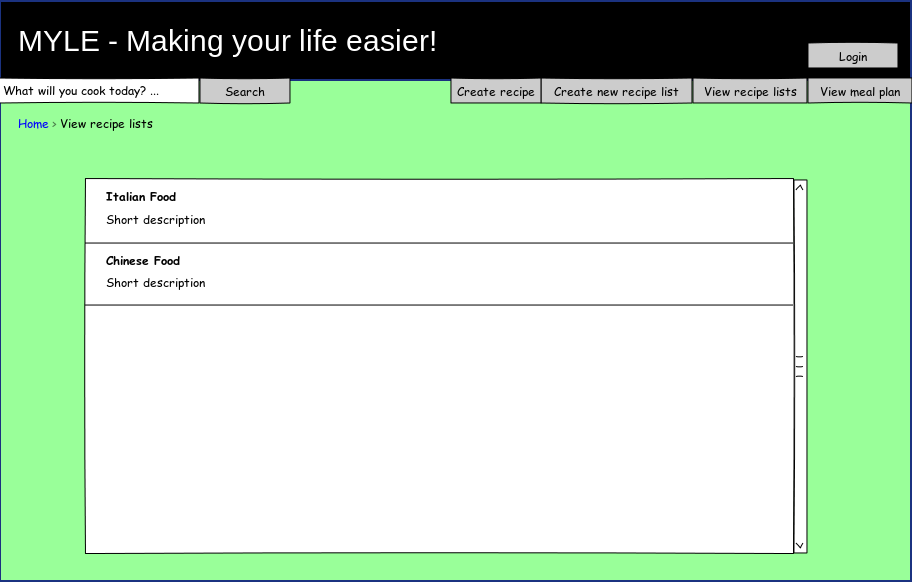 MYLE - Making your life easier!
Login
What will you cook today? ...
Search
Create recipe
Create new recipe list
View recipe lists
View meal plan
Home › View recipe lists
Italian Food
Short description
Chinese Food
Short description